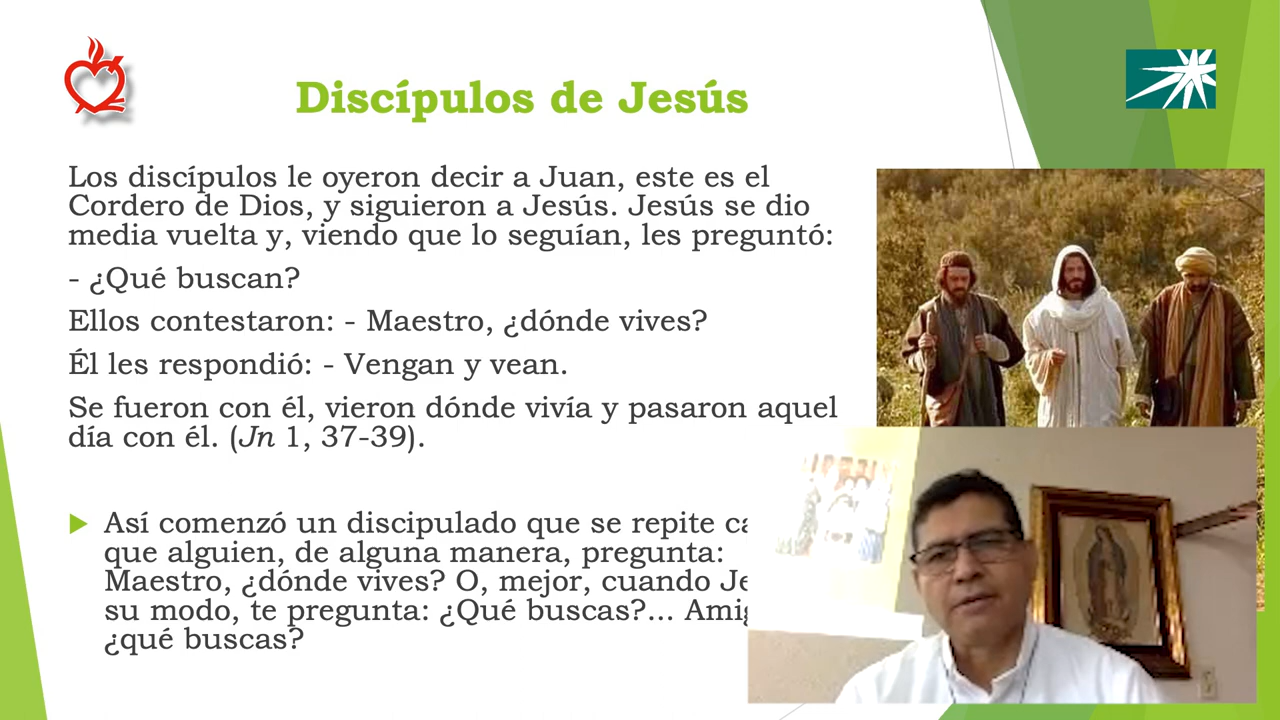 Discípulos de Jesús
Los discípulos le oyeron decir a Juan, este es el
Cordero de Dios, y siguieron a Jesús. Jesús se dio
media vuelta y, viendo que lo seguían, les preguntó:
- ¿Qué buscan?
Ellos contestaron: - Maestro, ¿dónde vives?
Él les respondió: - Vengan y vean.
Se fueron con él, vieron dónde vivía y pasaron aquel
día con él. (Jn 1, 37-39).
Así comenzó un discipulado que se repite
que alguien, de alguna manera, pregunta:
Maestro, ¿dónde vives? O, mejor, cuando
su modo, te pregunta: ¿Qué buscas?...
¿qué buscas?